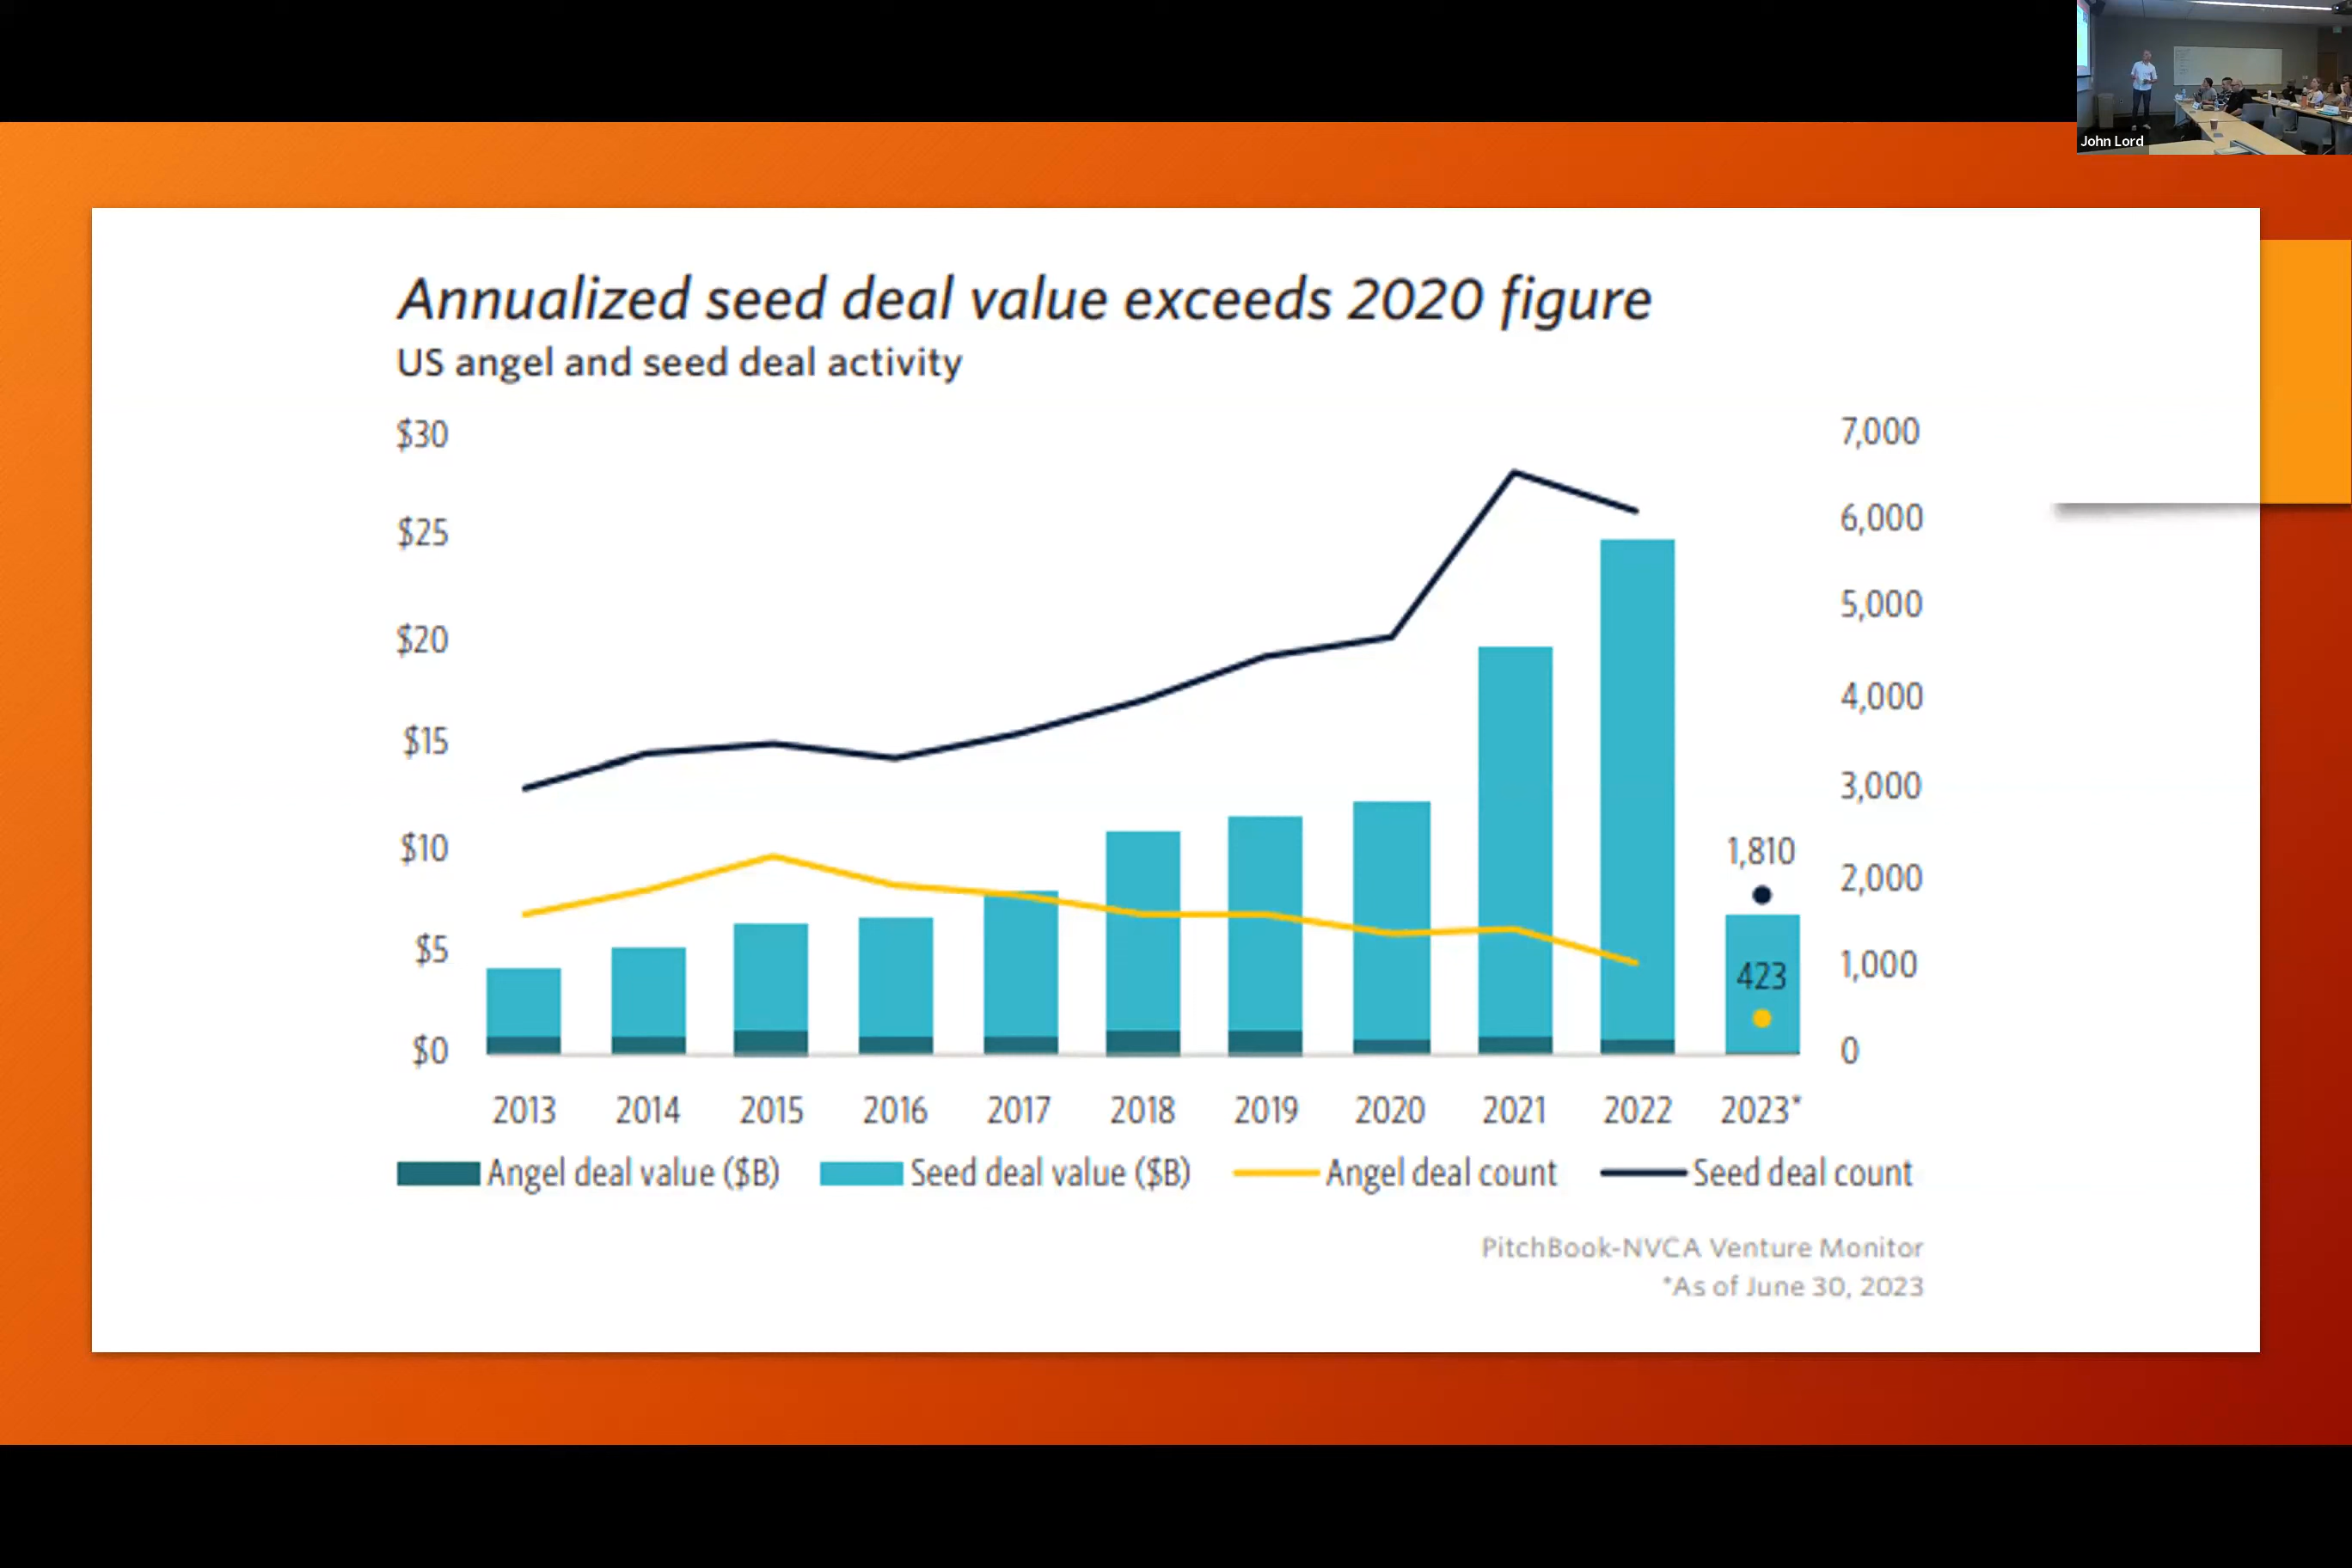 John Lord
Annualized seed deal value exceeds 2020 figure
US angel and seed deal activity
$30
$25
$20
$15
$10
$5
$0
7,000
6,000
5,000
4,000
3,000
2,000
1,000
0
1,810
423
2013 2014 2015 2016 2017 2018 2019 2020 2021 2022 2023*
Angel deal value ($B) Seed deal value ($B) Angel deal count Seed deal count
PitchBook-NVCA Venture Monitor
*As of June 30, 2023